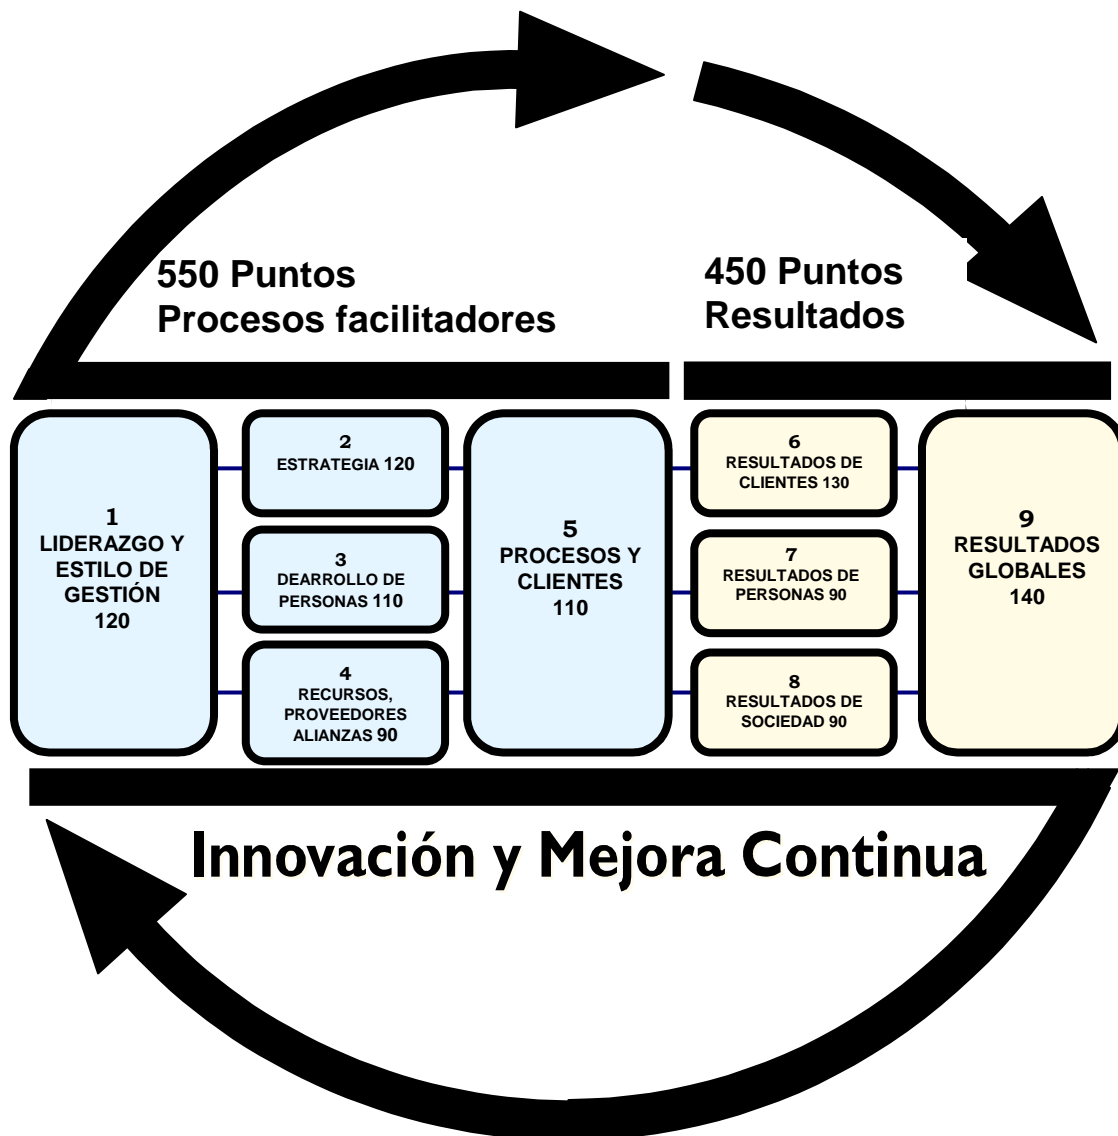 550 Puntos
Procesos facilitadores
450 Puntos
Resultados
1
LIDERAZGO Y
ESTILO DE
GESTIÓN
120
2
ESTRATEGIA 120
3
DEARROLLO DE
PERSONAS 110
4
RECURSOS,
PROVEEDORES
ALIANZAS 90
5
PROCESOS Y
CLIENTES
110
6
RESULTADOS DE
CLIENTES 130
7
RESULTADOS DE
PERSONAS 90
8
RESULTADOS DE
SOCIEDAD 90
9
RESULTADOS
GLOBALES
140
Innovación y Mejora Continua